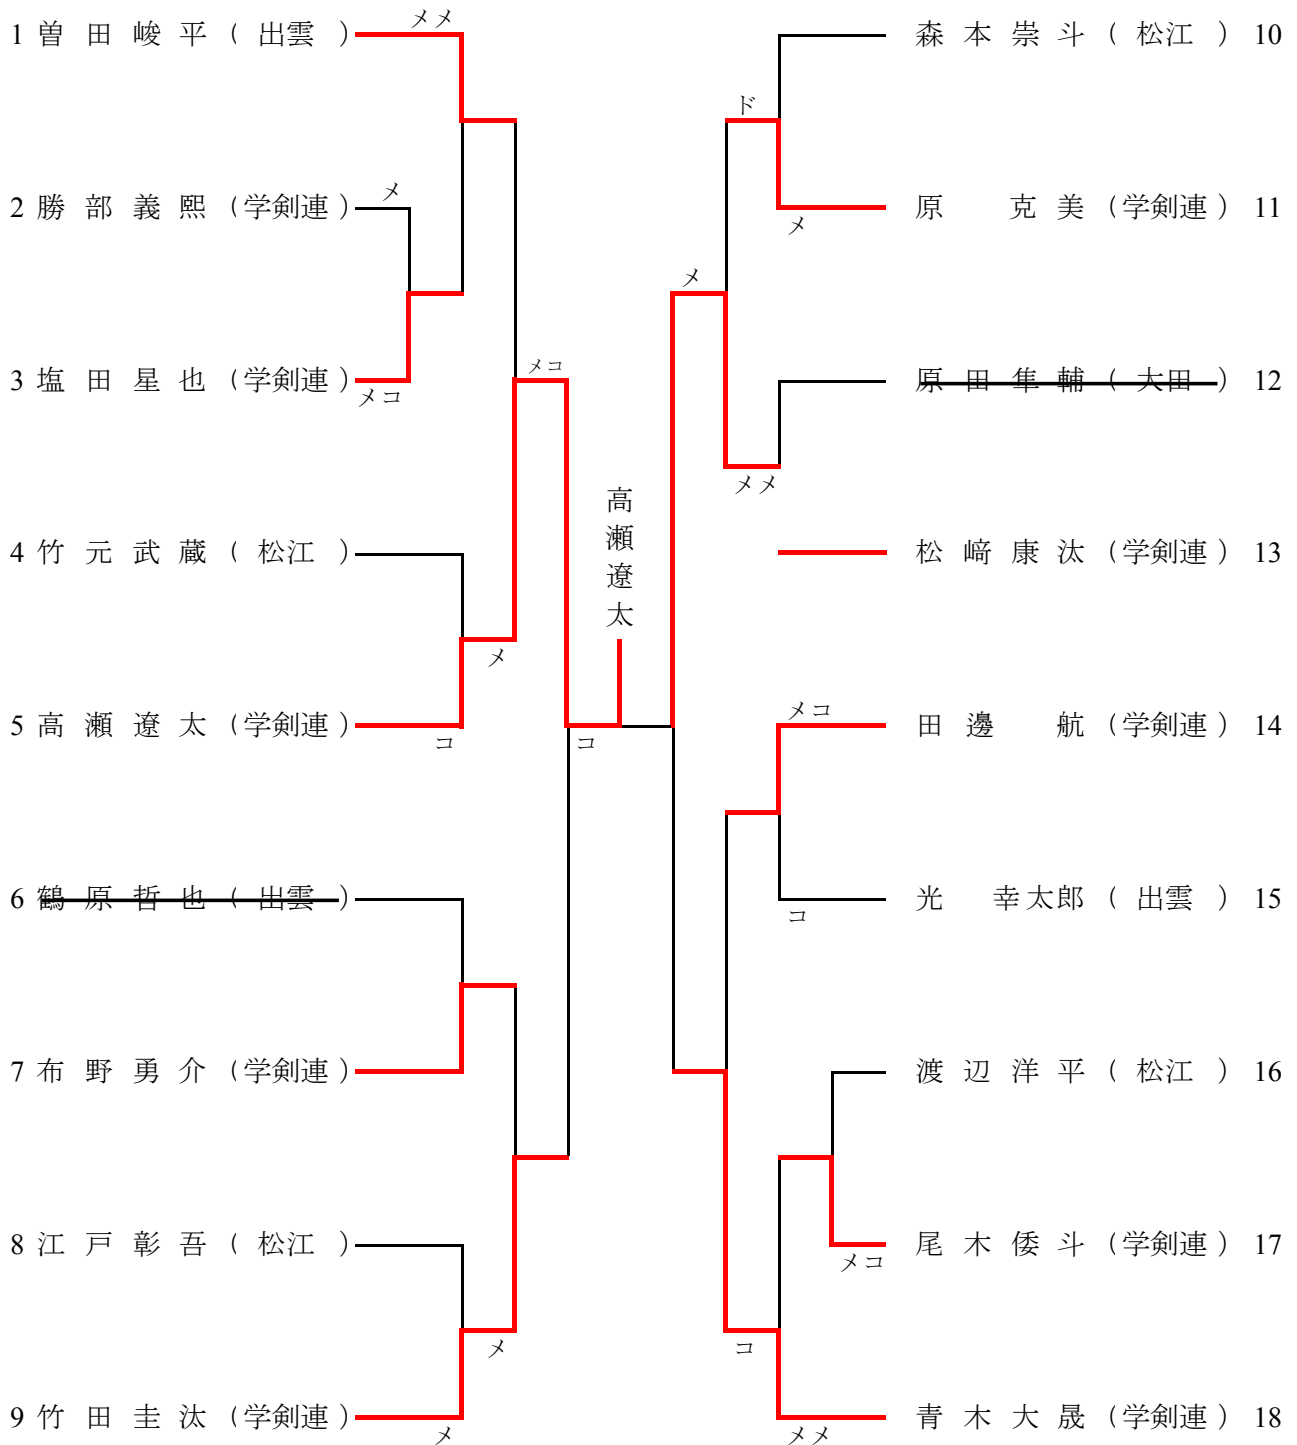 メメ
1 曽田峻平(出雲)
森本崇斗(松江) 10
ド
メ
2 勝部義熙(学剣連)
原 克美(学剣連) 11
メ
メ
メコ
3 塩田星也(学剣連)
原田隼輔(大田) 12
メコ
メメ
高瀬遼太
4 竹元武蔵(松江)
松﨑康汰(学剣連) 13
メ
メコ
5 高瀬遼太(学剣連)
田邊 航(学剣連) 14
コ
コ
6 鶴原哲也(出雲)
光 幸太郎(出雲) 15
コ
7 布野勇介(学剣連)
渡辺洋平(松江) 16
8 江戸彰吾(松江)
尾木倭斗(学剣連) 17
メコ
メ
コ
9 竹田圭汰(学剣連)
青木大晟(学剣連) 18
メ
メメ